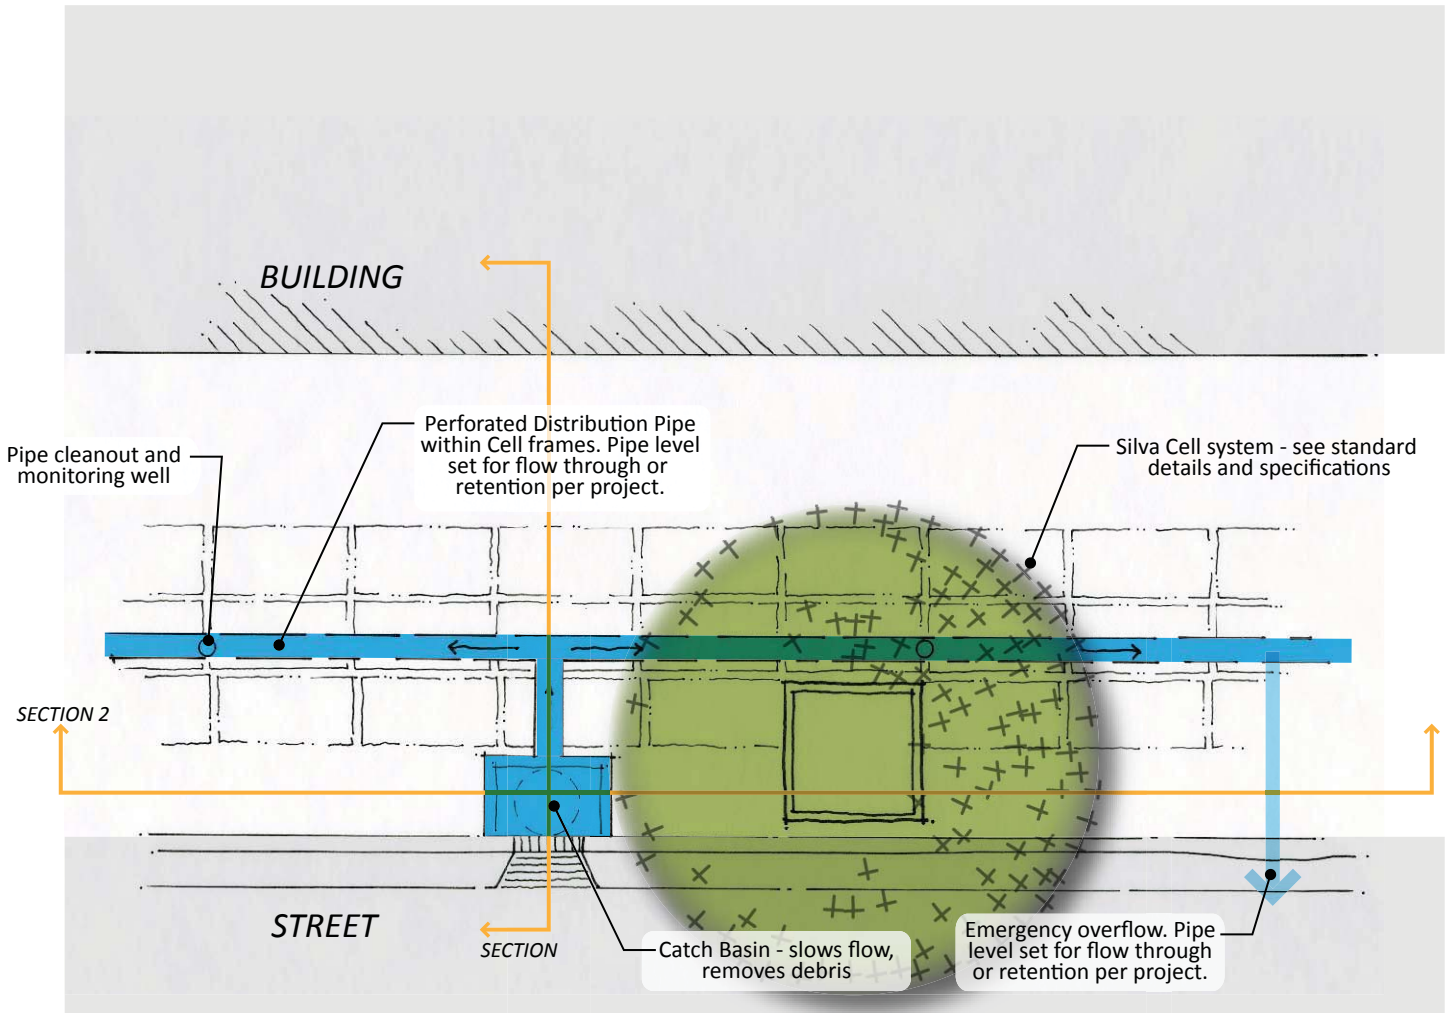 BUILDING
Perforated Distribution Pipe
within Cell frames. Pipe level
set for flow through or
retention per project.
Pipe cleanout and
monitoring well
Silva Cell system - see standard
details and specifications
SECTION 2
STREET
SECTION
Catch Basin - slows flow,
removes debris
Emergency overflow. Pipe
level set for flow through
or retention per project.